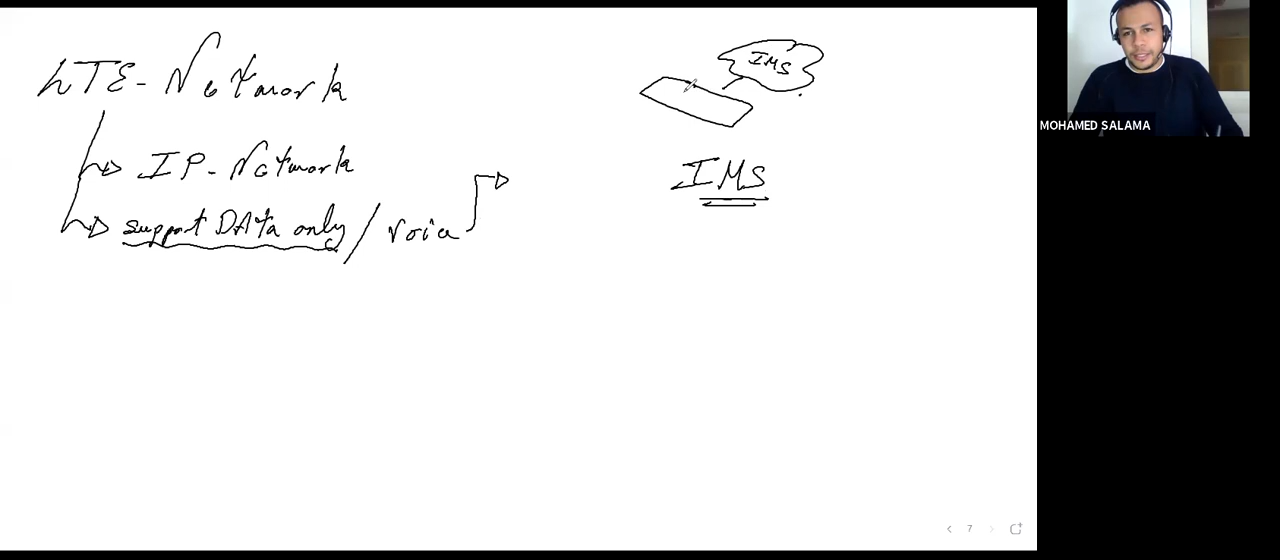 LTE - Network
IP - Network
support DATA only / voice
IMS
IMS
MOHAMED SALAMA
7